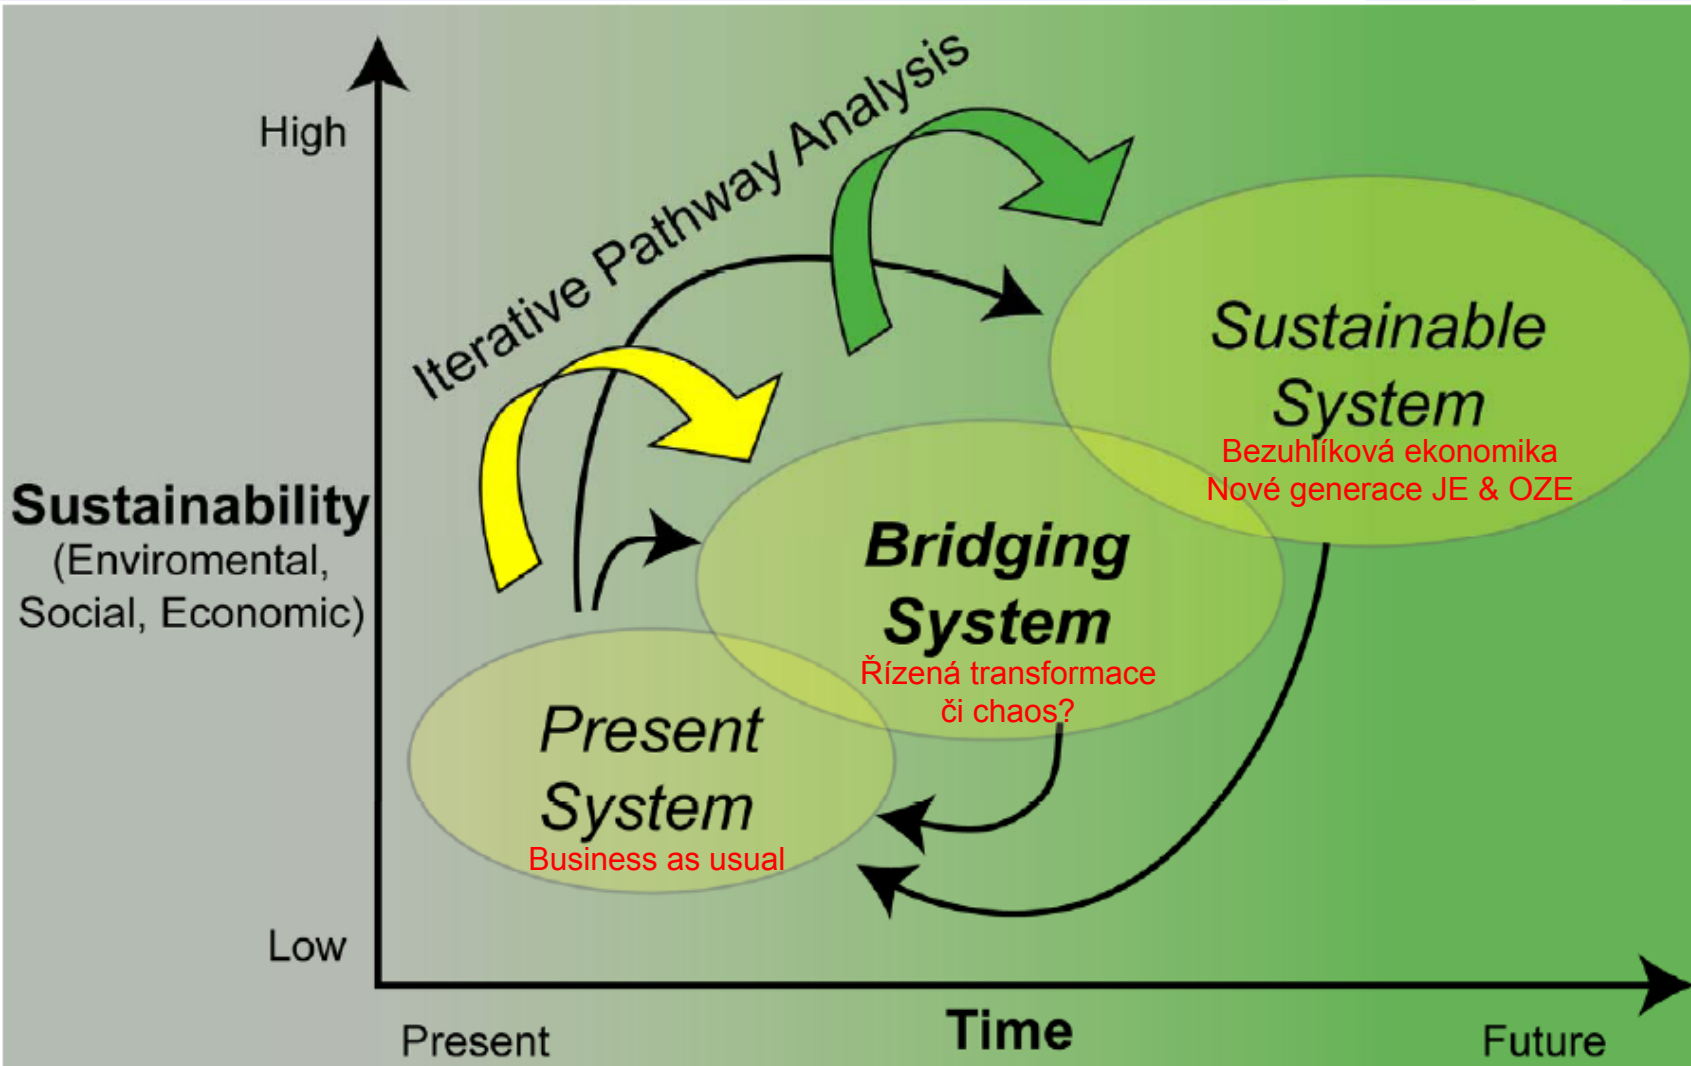 High
Iterative Pathway Analysis
Sustainable
System
Bezuhlíková ekonomika
Nové generace JE & OZE
Sustainability
(Enviromental,
Social, Economic)
Bridging
System
Řízená transformace
či chaos?
Present
System
Business as usual
Low
Present
Time
Future